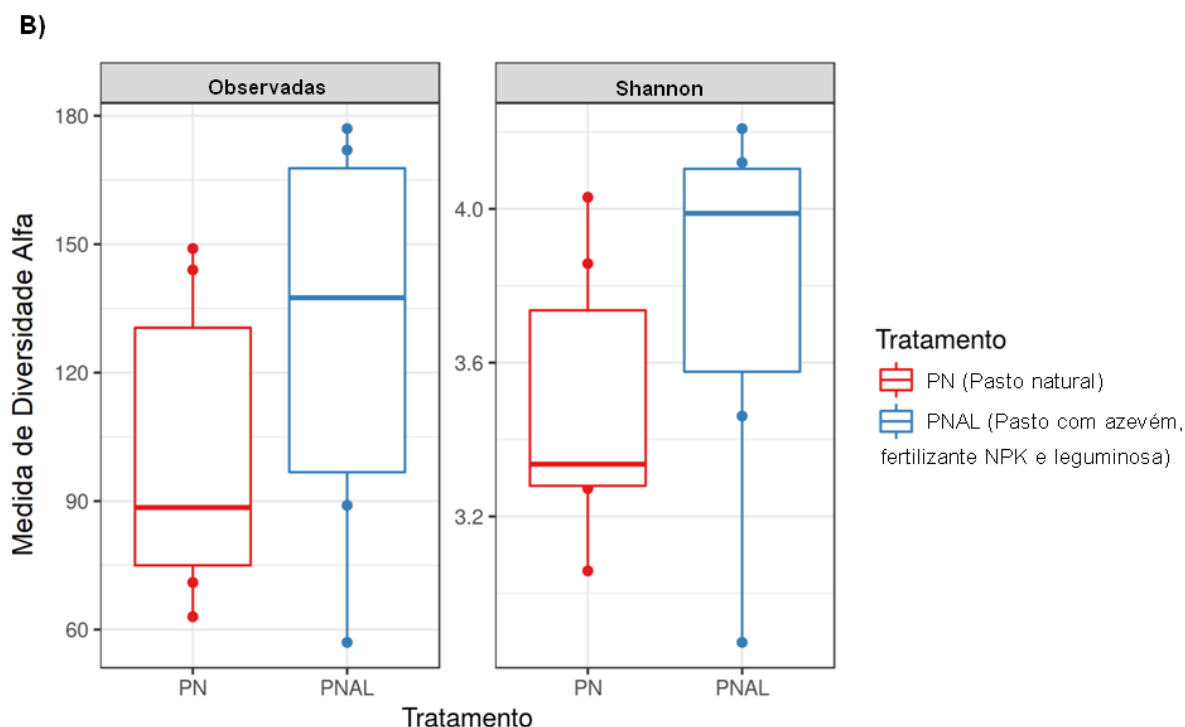 B)
Observadas
Shannon
Medida de Diversidade Alfa
180
150
120
90
60
4.0
3.6
3.2
PN
PNAL
PN
PNAL
Tratamento
Tratamento
PN (Pasto natural)
PNAL (Pasto com azevém,
fertilizante NPK e leguminosa)